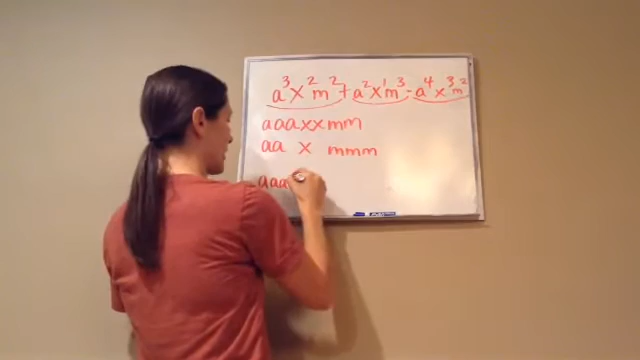 a³x²m² + a²x¹m³ - a⁴x³m²
aaaxxmm
aa x mmm
aaa